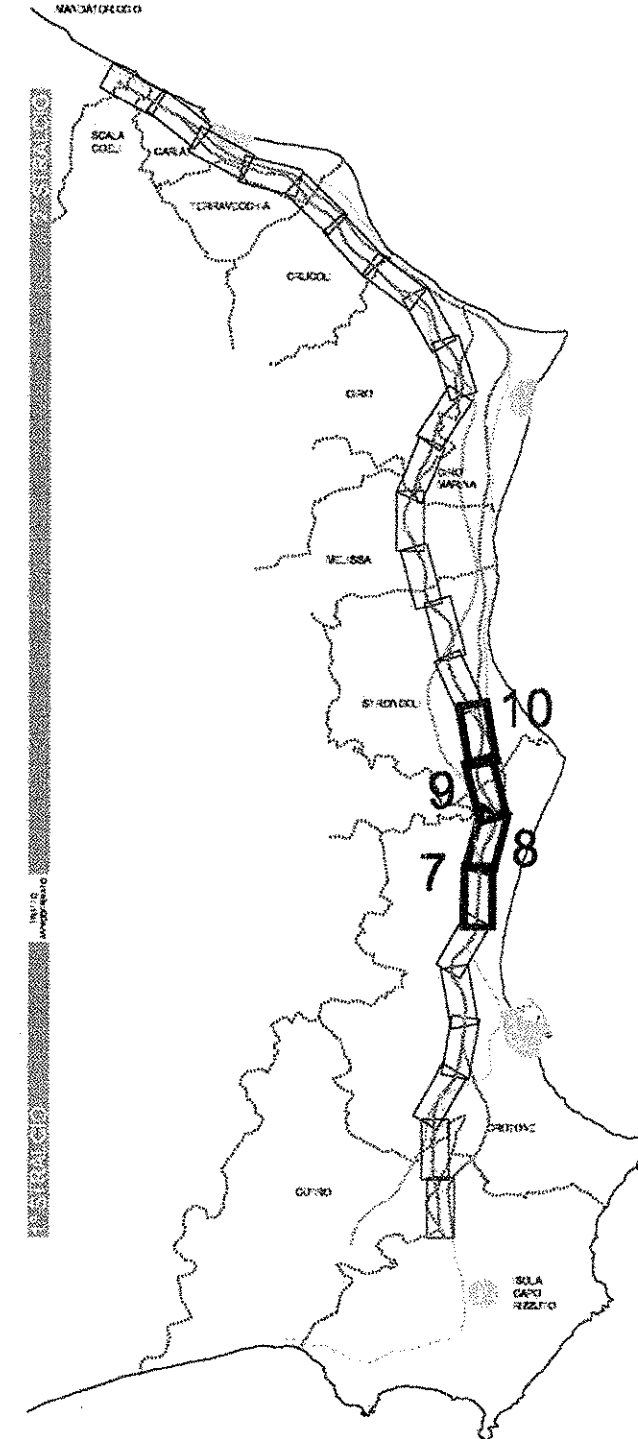 MANDATORICCIO
SCALA
COELI
CARIATI
TERRAVECCHIA
CRUCOLI
CIRO
CIRO
MARINA
MELISSA
STRONGOLI
10
9
8
7
CROTONE
CUTRO
ISOLA
CAPO
RIZZUTO